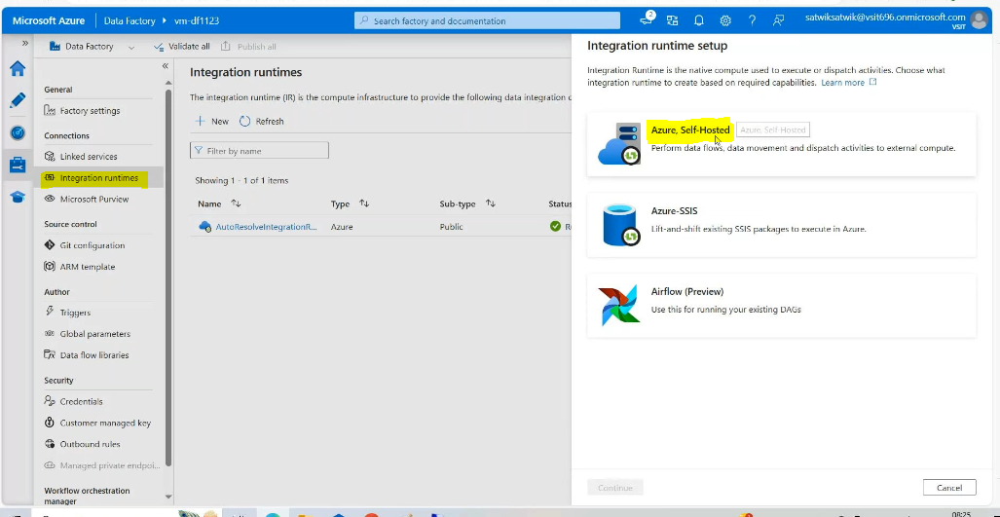 Microsoft Azure
Data Factory
vm-df1123
Search factory and documentation
2
satwiksatwik@vsit696.onmicrosoft.com
VSIT
Data Factory
Validate all
Publish all
General
Factory settings
Connections
Linked services
Integration runtimes
Microsoft Purview
Source control
Git configuration
ARM template
Author
Triggers
Global parameters
Data flow libraries
Security
Credentials
Customer managed key
Outbound rules
Managed private endpoi...
Workflow orchestration
manager
Integration runtimes
The integration runtime (IR) is the compute infrastructure to provide the following data integration c
New
Refresh
Filter by name
Showing 1 - 1 of 1 items
Name Type Sub-type Status
AutoResolveIntegrationR... Azure Public
Integration runtime setup
Integration Runtime is the native compute used to execute or dispatch activities. Choose what
integration runtime to create based on required capabilities. Learn more
Azure, Self-Hosted Azure, Self-Hosted
Perform data flows, data movement and dispatch activities to external compute.
Azure-SSIS
Lift-and-shift existing SSIS packages to execute in Azure.
Airflow (Preview)
Use this for running your existing DAGs
Continue
Cancel
08:25